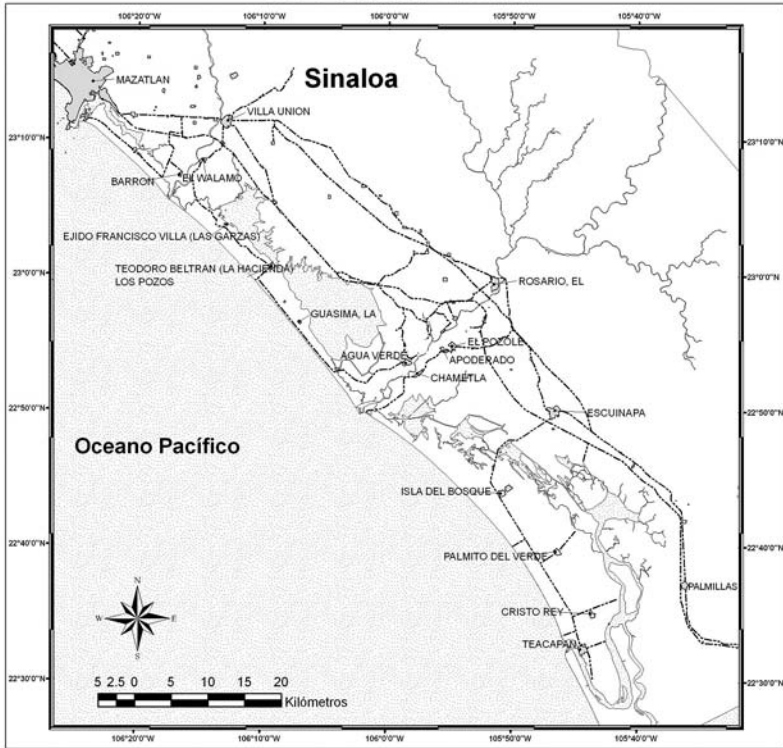 106°20'0"W 106°10'0"W 106°0'0"W 105°50'0"W 105°40'0"W
Sinaloa
MAZATLAN
VILLA UNION
23°10'0"N 23°10'0"N
BARRON
EL WALAMO
EJIDO FRANCISCO VILLA (LAS GARZAS)
TEODORO BELTRAN (LA HACIENDA)
23°0'0"N 23°0'0"N
LOS POZOS
ROSARIO, EL
GUASIMA, LA
EL POZOLE
AGUA VERDE
APODERADO
CHAMETLA
22°50'0"N 22°50'0"N
ESCUINAPA
Oceano Pacífico
ISLA DEL BOSQUE
22°40'0"N 22°40'0"N
PALMITO DEL VERDE
PALMILLAS
N
W E
S
CRISTO REY
TEACAPAN
22°30'0"N 22°30'0"N
5 2.5 0 5 10 15 20
Kilómetros
106°20'0"W 106°10'0"W 106°0'0"W 105°50'0"W 105°40'0"W